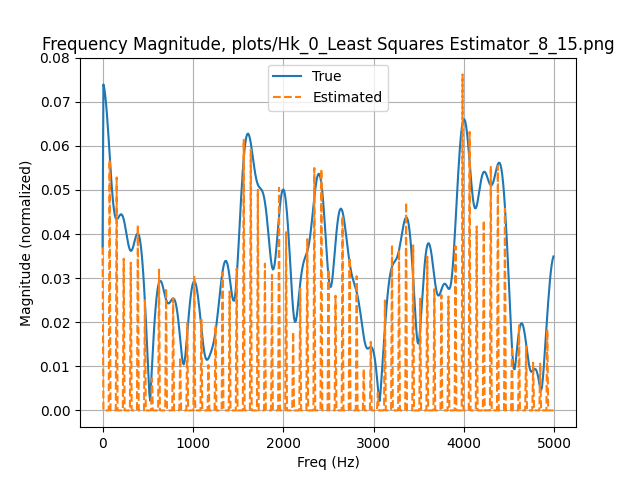 Frequency Magnitude, plots/Hk_0_Least Squares Estimator_8_15.png
True
Estimated
Magnitude (normalized)
0.08
0.07
0.06
0.05
0.04
0.03
0.02
0.01
0.00
0 1000 2000 3000 4000 5000
Freq (Hz)